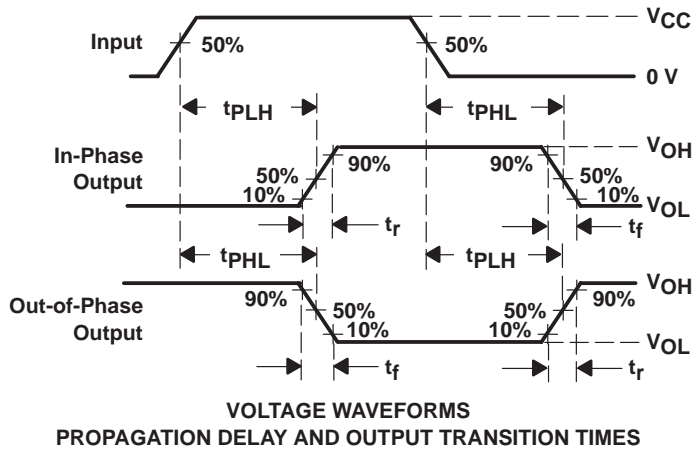 VCC
Input
50%
50%
0 V
tPLH
tPHL
In-Phase
Output
VOH
90%
90%
50%
50%
10%
10%
VOL
tr
tf
tPHL
tPLH
Out-of-Phase
Output
VOH
90%
90%
50%
50%
10%
10%
VOL
tf
tr
VOLTAGE WAVEFORMS
PROPAGATION DELAY AND OUTPUT TRANSITION TIMES